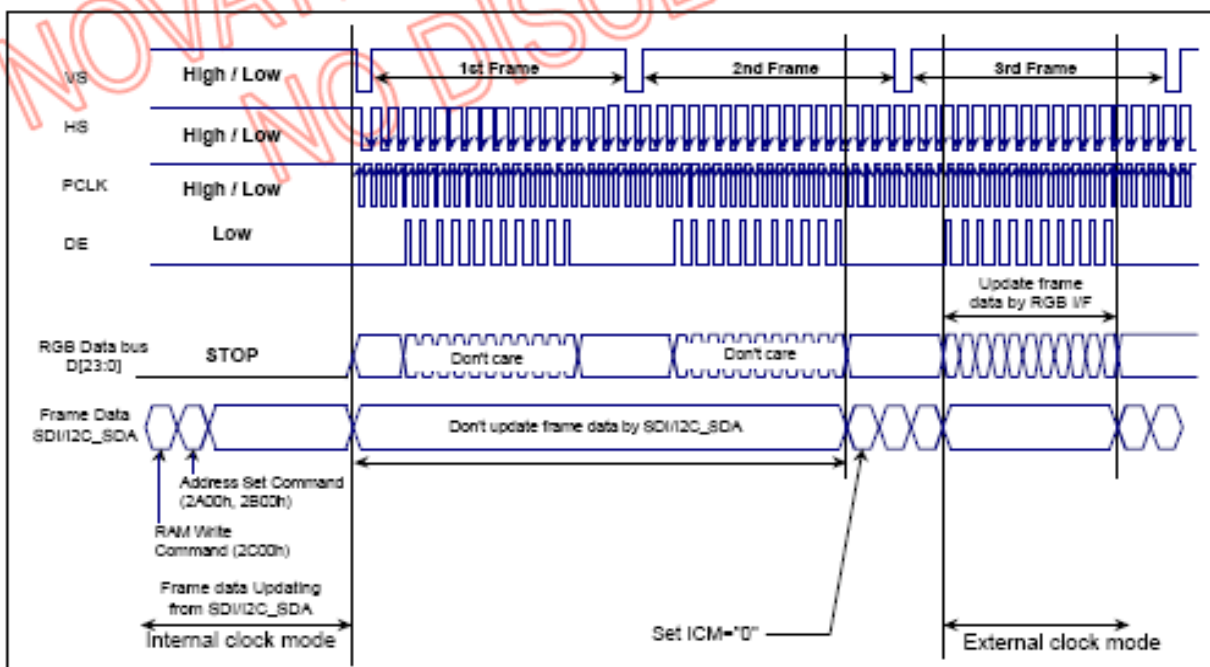 NOVA
NO DISCL
VS High / Low 1st Frame 2nd Frame 3rd Frame
HS High / Low
PCLK High / Low
DE Low
Update frame
data by RGB I/F
RGB Data bus
D[23:0]
STOP Don't care Don't care
Frame Data
SDI/I2C_SDA
Don't update frame data by SDI/I2C_SDA
Address Set Command
(2A00h, 2B00h)
RAM Write
Command (2C00h)
Frame data Updating
from SDI/I2C_SDA
Internal clock mode
Set ICM="0"
External clock mode